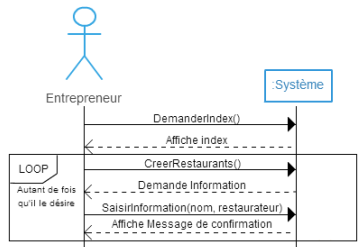 :Système
Entrepreneur
DemanderIndex()
Affiche index
LOOP
CreerRestaurants()
Autant de fois
qu'il le désire
Demande Information
SaisirInformation(nom, restaurateur)
Affiche Message de confirmation